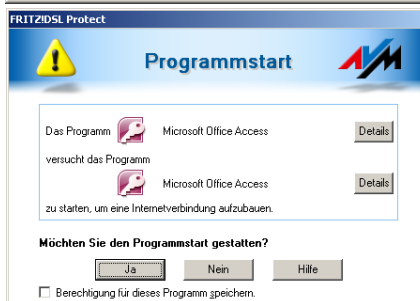 FRITZ!DSL Protect
Programmstart
AVM
Das Programm Microsoft Office Access Details
versucht das Programm
Microsoft Office Access Details
zu starten, um eine Internetverbindung aufzubauen.
Möchten Sie den Programmstart gestatten?
Ja Nein Hilfe
Berechtigung für dieses Programm speichern.